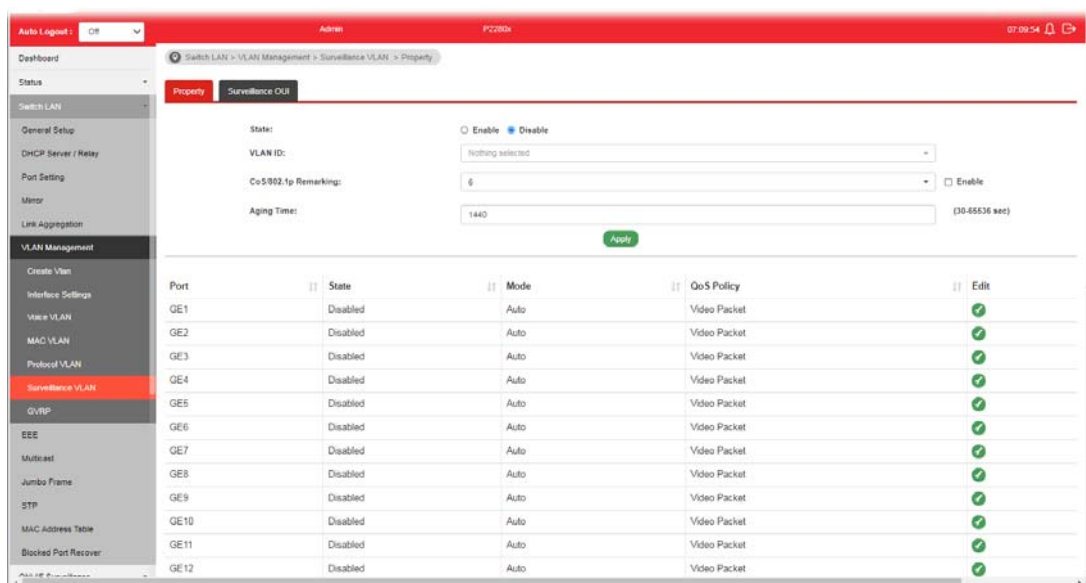 Auto Logout : Off Admin P2280x 07:09:54
Dashboard
Switch LAN > VLAN Management > Surveillance VLAN > Property
Status
Switch LAN
General Setup
DHCP Server / Relay
Port Setting
Mirror
Link Aggregation
VLAN Management
Create Vlan
Interface Settings
Voice VLAN
MAC VLAN
Protocol VLAN
Surveillance VLAN
GVRP
EEE
Multicast
Jumbo Frame
STP
MAC Address Table
Blocked Port Recover
ONVIF Surveillance
Property Surveillance OUI
State: Enable Disable
VLAN ID: Nothing selected
CoS/802.1p Remarking: 6 Enable
Aging Time: 1440 (30-65536 sec)
Apply
Port State Mode QoS Policy Edit
GE1 Disabled Auto Video Packet
GE2 Disabled Auto Video Packet
GE3 Disabled Auto Video Packet
GE4 Disabled Auto Video Packet
GE5 Disabled Auto Video Packet
GE6 Disabled Auto Video Packet
GE7 Disabled Auto Video Packet
GE8 Disabled Auto Video Packet
GE9 Disabled Auto Video Packet
GE10 Disabled Auto Video Packet
GE11 Disabled Auto Video Packet
GE12 Disabled Auto Video Packet